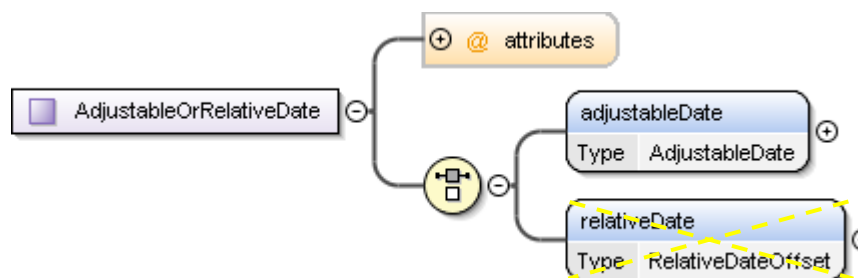 @ attributes
AdjustableOrRelativeDate
adjustableDate
Type AdjustableDate
relativeDate
Type RelativeDateOffset